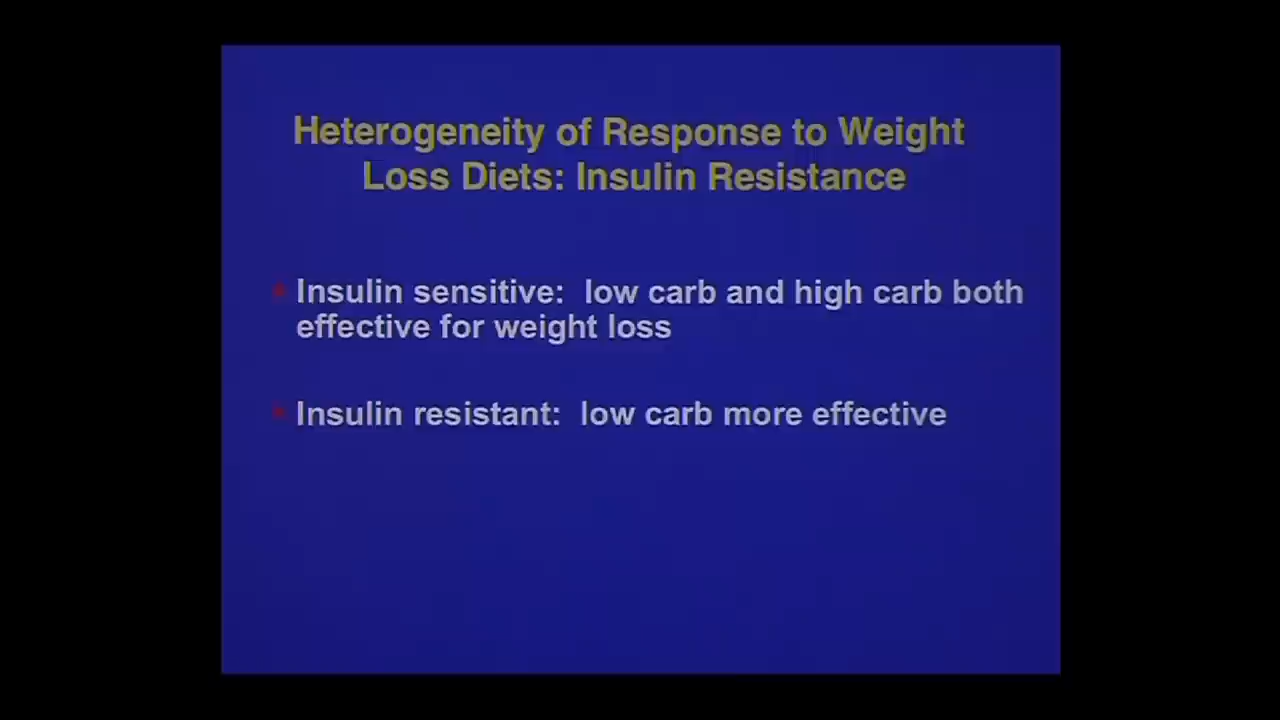 Heterogeneity of Response to Weight
Loss Diets: Insulin Resistance
Insulin sensitive: low carb and high carb both
effective for weight loss
Insulin resistant: low carb more effective